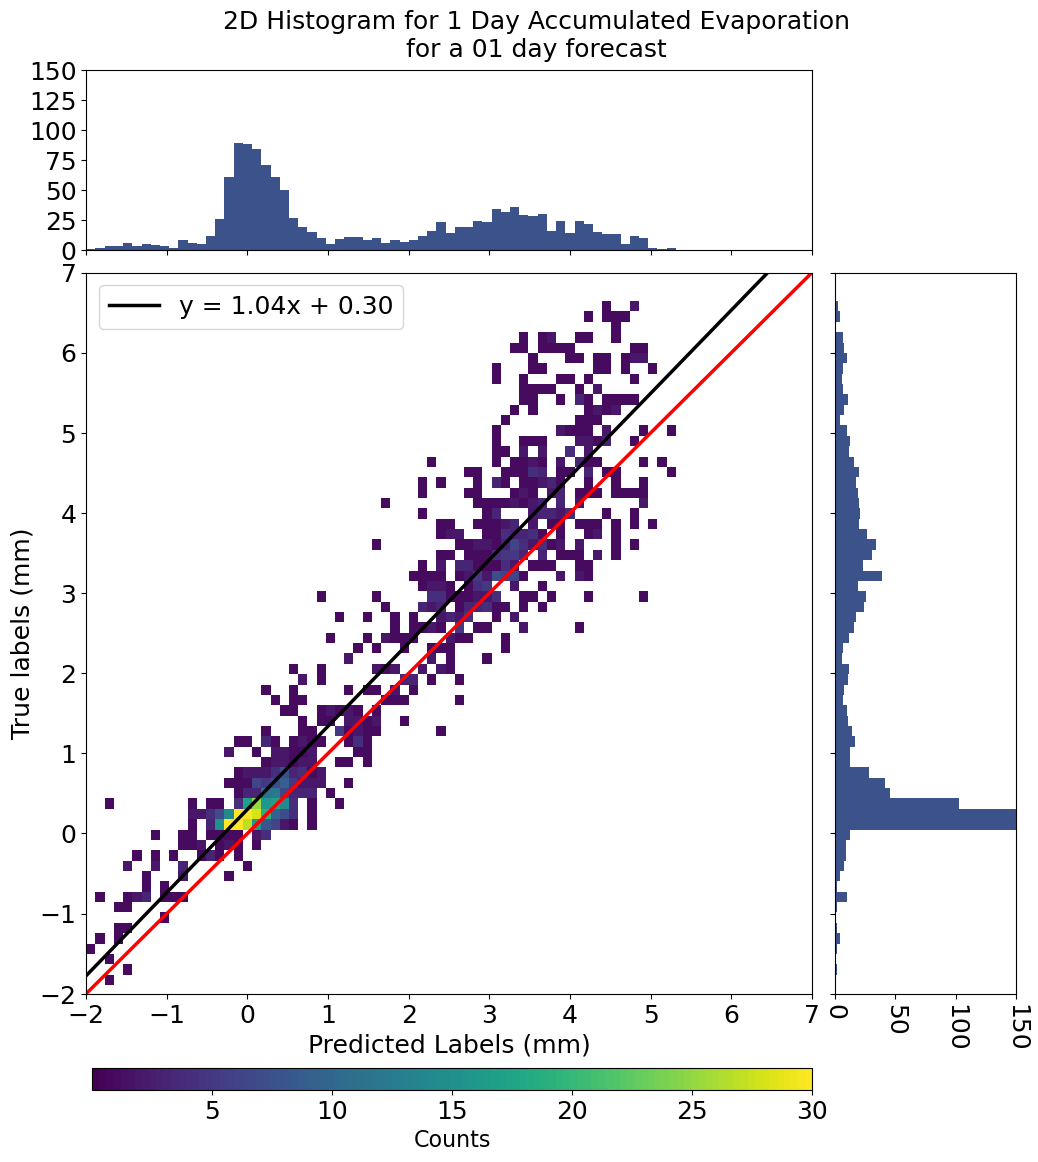 2D Histogram for 1 Day Accumulated Evaporation
for a 01 day forecast
150
125
100
75
50
25
0
7
6
5
4
3
2
1
0
−1
−2
True labels (mm)
y = 1.04x + 0.30
−2 −1 0 1 2 3 4 5 6 7
Predicted Labels (mm)
0 50 100 150
5 10 15 20 25 30
Counts